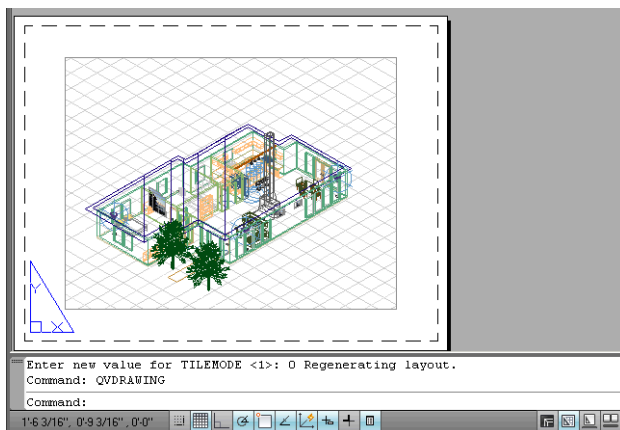 Y
X
Enter new value for TILEMODE <1>: 0 Regenerating layout.
Command: QVDRAWING
Command:
1'-6 3/16", 0'-9 3/16" , 0'-0"